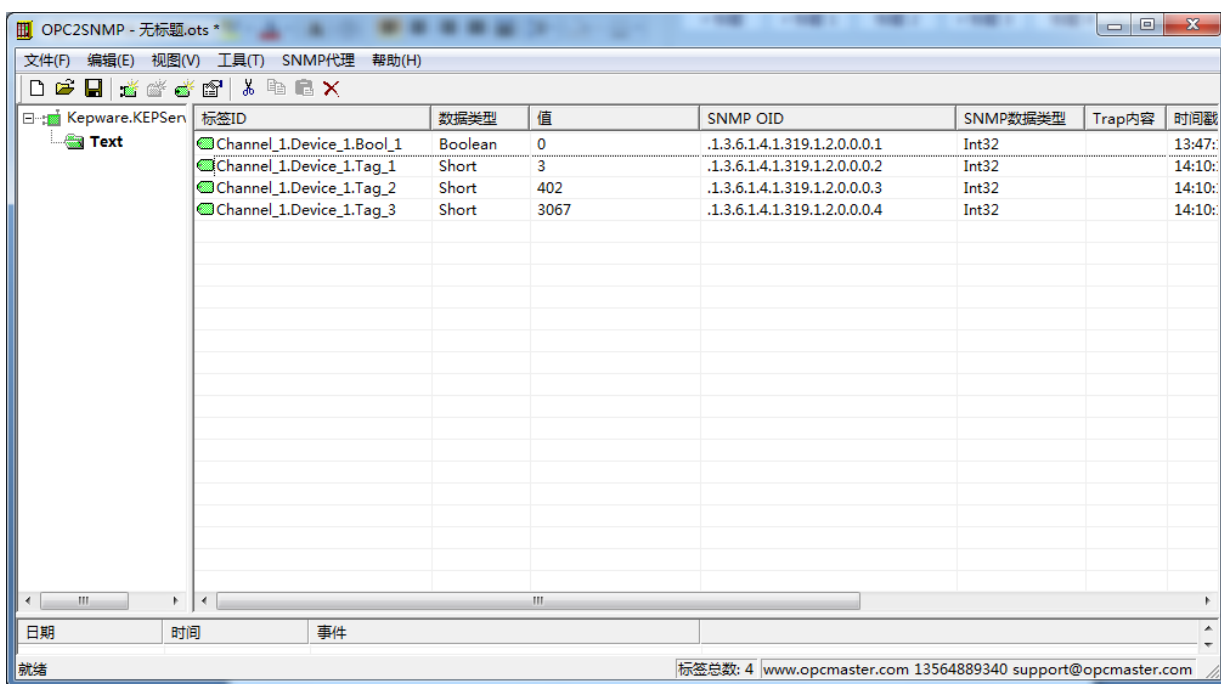 OPC2SNMP - 无标题.ots *
文件(F) 编辑(E) 视图(V) 工具(T) SNMP代理 帮助(H)
Kepware.KEPServ
Text
标签ID 数据类型 值 SNMP OID SNMP数据类型 Trap内容 时间戳
Channel_1.Device_1.Bool_1 Boolean 0 .1.3.6.1.4.1.319.1.2.0.0.0.1 Int32 13:47:
Channel_1.Device_1.Tag_1 Short 3 .1.3.6.1.4.1.319.1.2.0.0.0.2 Int32 14:10:
Channel_1.Device_1.Tag_2 Short 402 .1.3.6.1.4.1.319.1.2.0.0.0.3 Int32 14:10:
Channel_1.Device_1.Tag_3 Short 3067 .1.3.6.1.4.1.319.1.2.0.0.0.4 Int32 14:10:
日期 时间 事件
就绪 标签总数: 4 www.opcmaster.com 13564889340 support@opcmaster.com